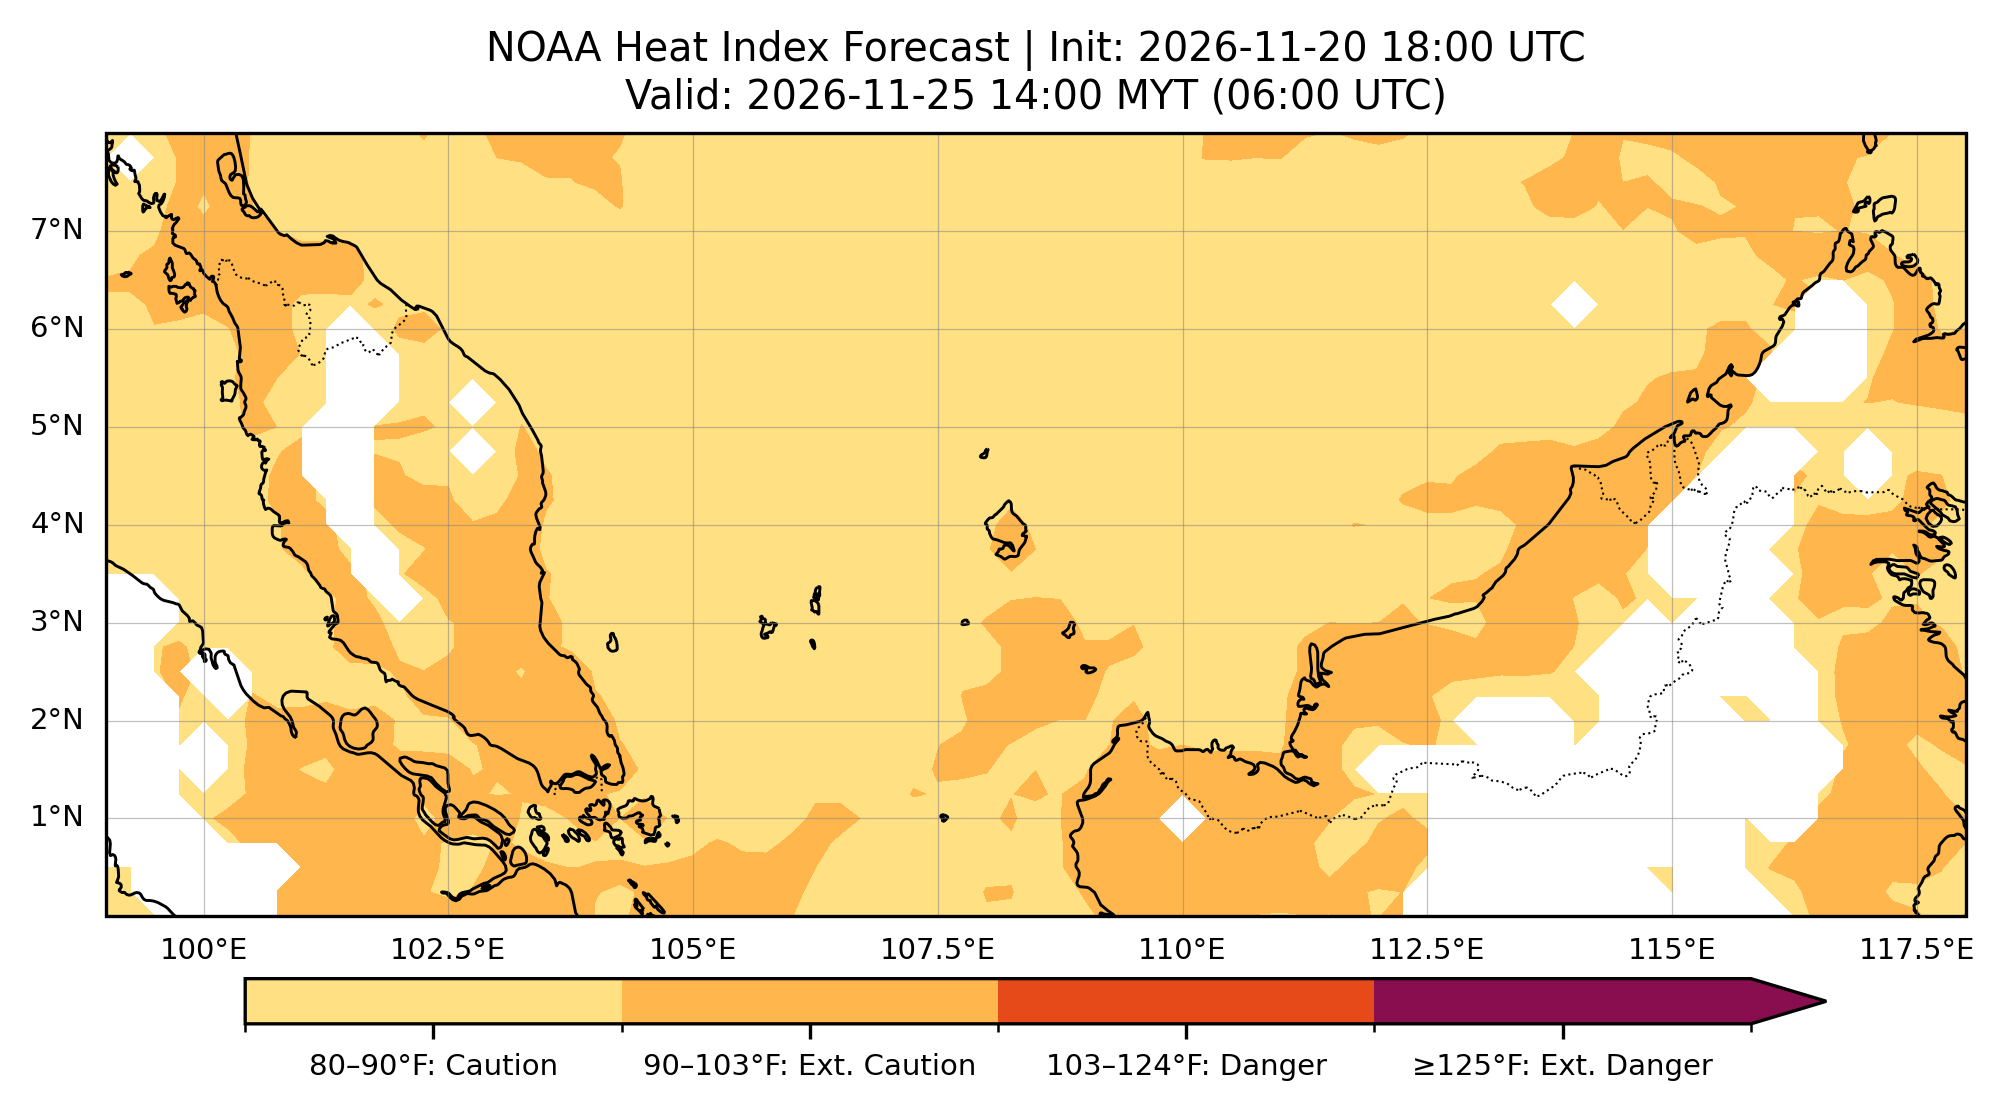 NOAA Heat Index Forecast | Init: 2026-11-20 18:00 UTC
Valid: 2026-11-25 14:00 MYT (06:00 UTC)
7°N
6°N
5°N
4°N
3°N
2°N
1°N
100°E
102.5°E
105°E
107.5°E
110°E
112.5°E
115°E
117.5°E
80–90°F: Caution
90–103°F: Ext. Caution
103–124°F: Danger
≥125°F: Ext. Danger